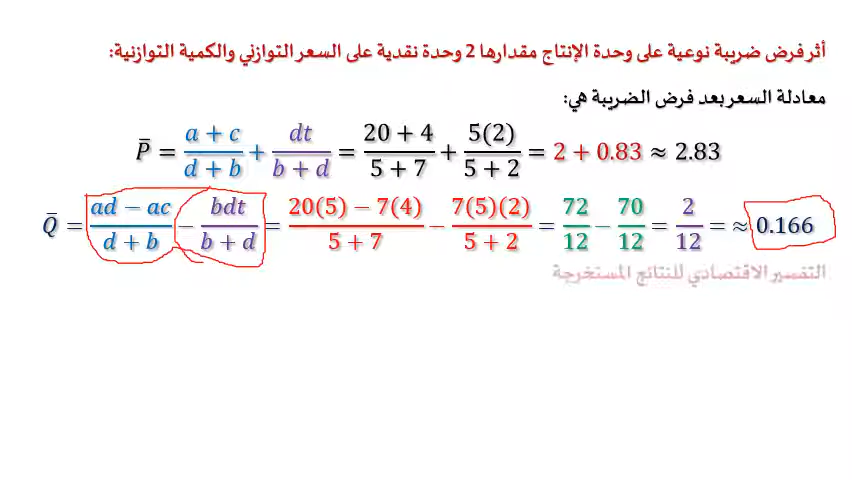 أثر فرض ضريبة نوعية على وحدة الإنتاج مقدارها 2 وحدة نقدية على السعر التوازني والكمية التوازنية:
معادلة السعر بعد فرض الضريبة هي:
P̄ = (a + c)/(d + b) + dt/(b + d) = (20 + 4)/(5 + 7) + 5(2)/(5 + 2) = 2 + 0.83 ≈ 2.83
Q̄ = (ad − ac)/(d + b) − bdt/(b + d) = (20(5) − 7(4))/(5 + 7) − 7(5)(2)/(5 + 2) = 72/12 − 70/12 = 2/12 = ≈ 0.166
التفسير الاقتصادي للنتائج المستخرجة